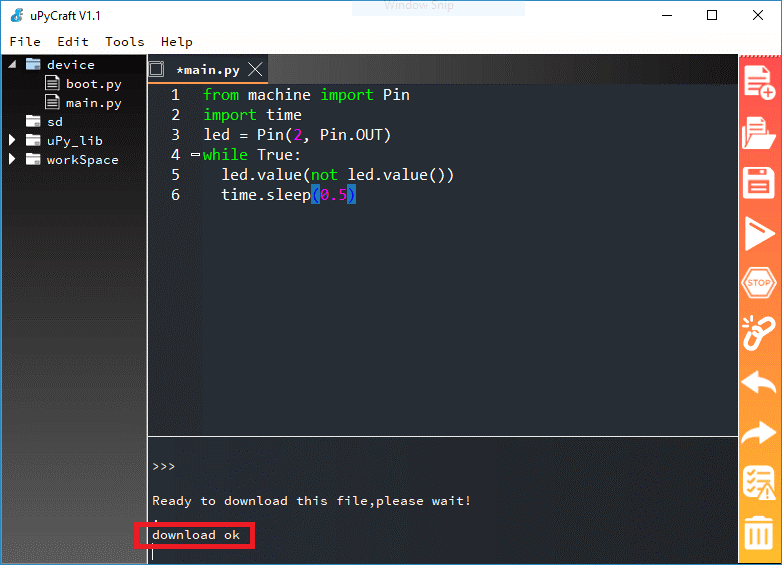 Window Snip
uPyCraft V1.1
File Edit Tools Help
device
boot.py
main.py
sd
uPy_lib
workSpace
*main.py
1 from machine import Pin
2 import time
3 led = Pin(2, Pin.OUT)
4 while True:
5 led.value(not led.value())
6 time.sleep(0.5)
>>>
Ready to download this file,please wait!
.
download ok
STOP